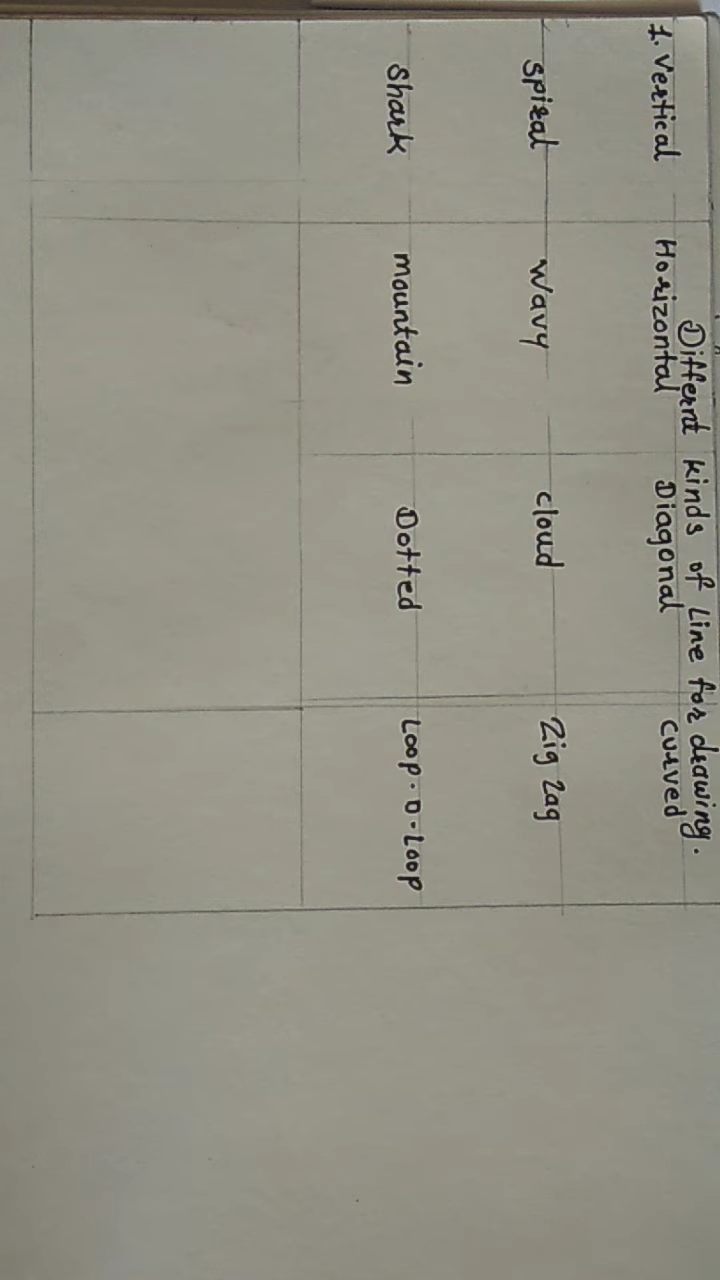 Differnt kinds of Line for drawing.
1. Vertical Horizontal Diagonal curved
spiral wavy cloud Zig Zag
Shark mountain Dotted Loop-O-Loop